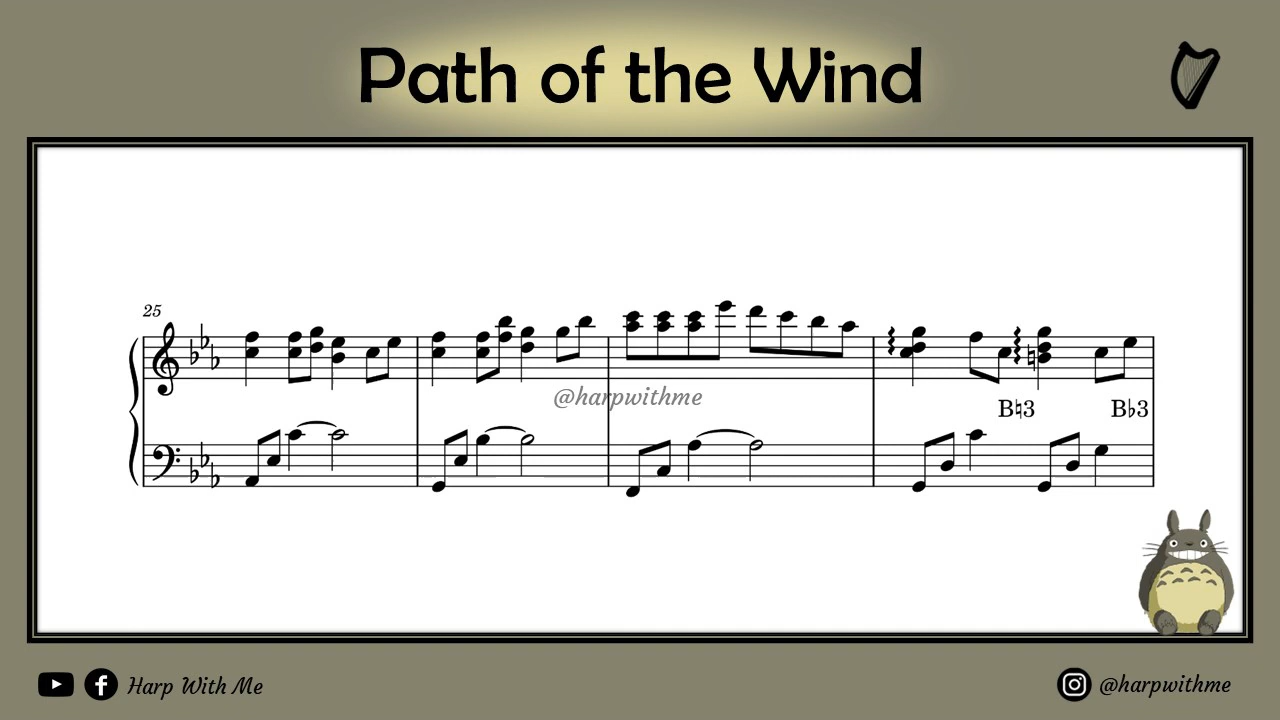 Path of the Wind
25
@harpwithme
B♮3 B♭3
Harp With Me
@harpwithme